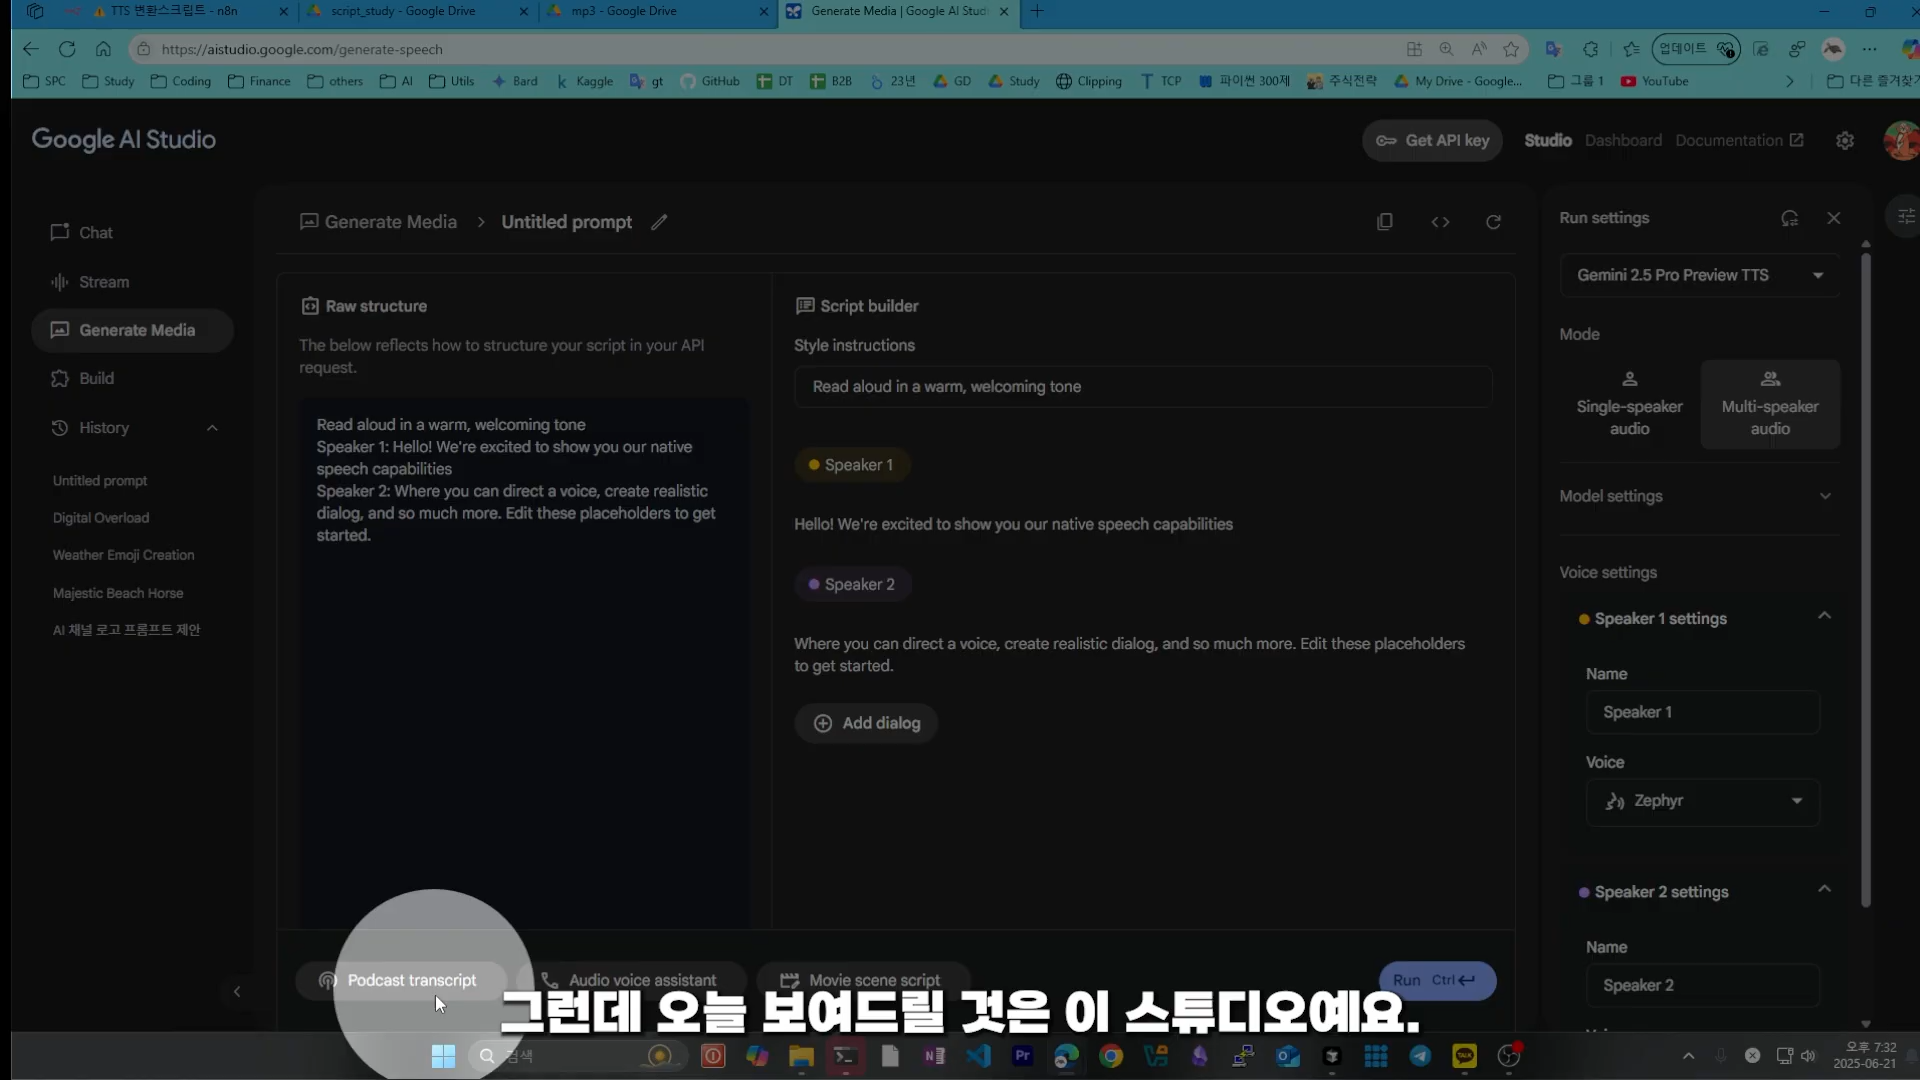 TTS 변환스크립트 - n8n
script_study - Google Drive
mp3 - Google Drive
Generate Media | Google AI Stud
https://aistudio.google.com/generate-speech
업데이트
SPC
Study
Coding
Finance
others
AI
Utils
Bard
Kaggle
gt
GitHub
DT
B2B
23년
GD
Study
Clipping
TCP
파이썬 300제
주식전략
My Drive - Google...
그룹 1
YouTube
다른 즐겨찾기
Google AI Studio
Get API key
Studio
Dashboard
Documentation
Chat
Stream
Generate Media
Build
History
Untitled prompt
Digital Overload
Weather Emoji Creation
Majestic Beach Horse
AI 채널 로고 프롬프트 제안
Generate Media > Untitled prompt
Raw structure
The below reflects how to structure your script in your API
request.
Read aloud in a warm, welcoming tone
Speaker 1: Hello! We're excited to show you our native
speech capabilities
Speaker 2: Where you can direct a voice, create realistic
dialog, and so much more. Edit these placeholders to get
started.
Script builder
Style instructions
Read aloud in a warm, welcoming tone
Speaker 1
Hello! We're excited to show you our native speech capabilities
Speaker 2
Where you can direct a voice, create realistic dialog, and so much more. Edit these placeholders
to get started.
Add dialog
Podcast transcript
Audio voice assistant
Movie scene script
Run Ctrl
Run settings
Gemini 2.5 Pro Preview TTS
Mode
Single-speaker
audio
Multi-speaker
audio
Model settings
Voice settings
Speaker 1 settings
Name
Speaker 1
Voice
Zephyr
Speaker 2 settings
Name
Speaker 2
그런데 오늘 보여드릴 것은 이 스튜디오예요.
검색
오후 7:32
2025-06-21